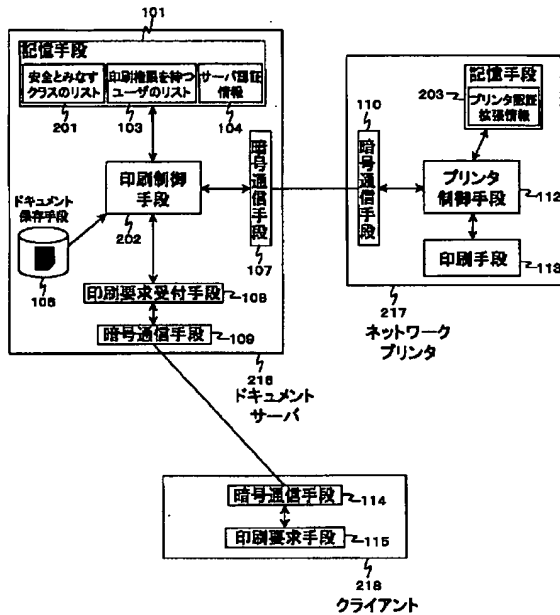 101
記憶手段
安全とみなす
クラスのリスト
印刷権限を持つ
ユーザのリスト
サーバ認証
情報
201
103
104
印刷制御
手段
202
暗号通信手段
107
ドキュメント
保存手段
106
印刷要求受付手段
108
暗号通信手段
109
216
ドキュメント
サーバ
110
暗号通信手段
203
記憶手段
プリンタ認証
拡張情報
プリンタ
制御手段
112
印刷手段
113
217
ネットワーク
プリンタ
暗号通信手段
114
印刷要求手段
115
218
クライアント